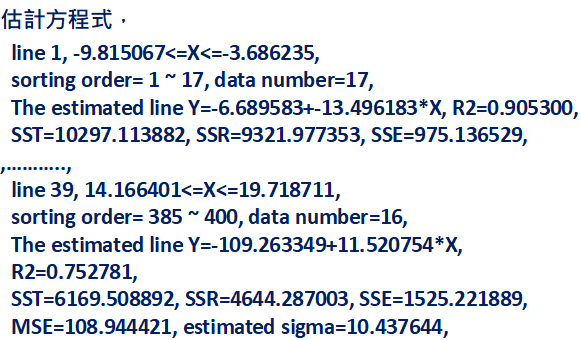 估計方程式，
line 1, -9.815067<=X<=-3.686235,
sorting order= 1 ~ 17, data number=17,
The estimated line Y=-6.689583+-13.496183*X, R2=0.905300,
SST=10297.113882, SSR=9321.977353, SSE=975.136529,
,………..,
line 39, 14.166401<=X<=19.718711,
sorting order= 385 ~ 400, data number=16,
The estimated line Y=-109.263349+11.520754*X,
R2=0.752781,
SST=6169.508892, SSR=4644.287003, SSE=1525.221889,
MSE=108.944421, estimated sigma=10.437644,